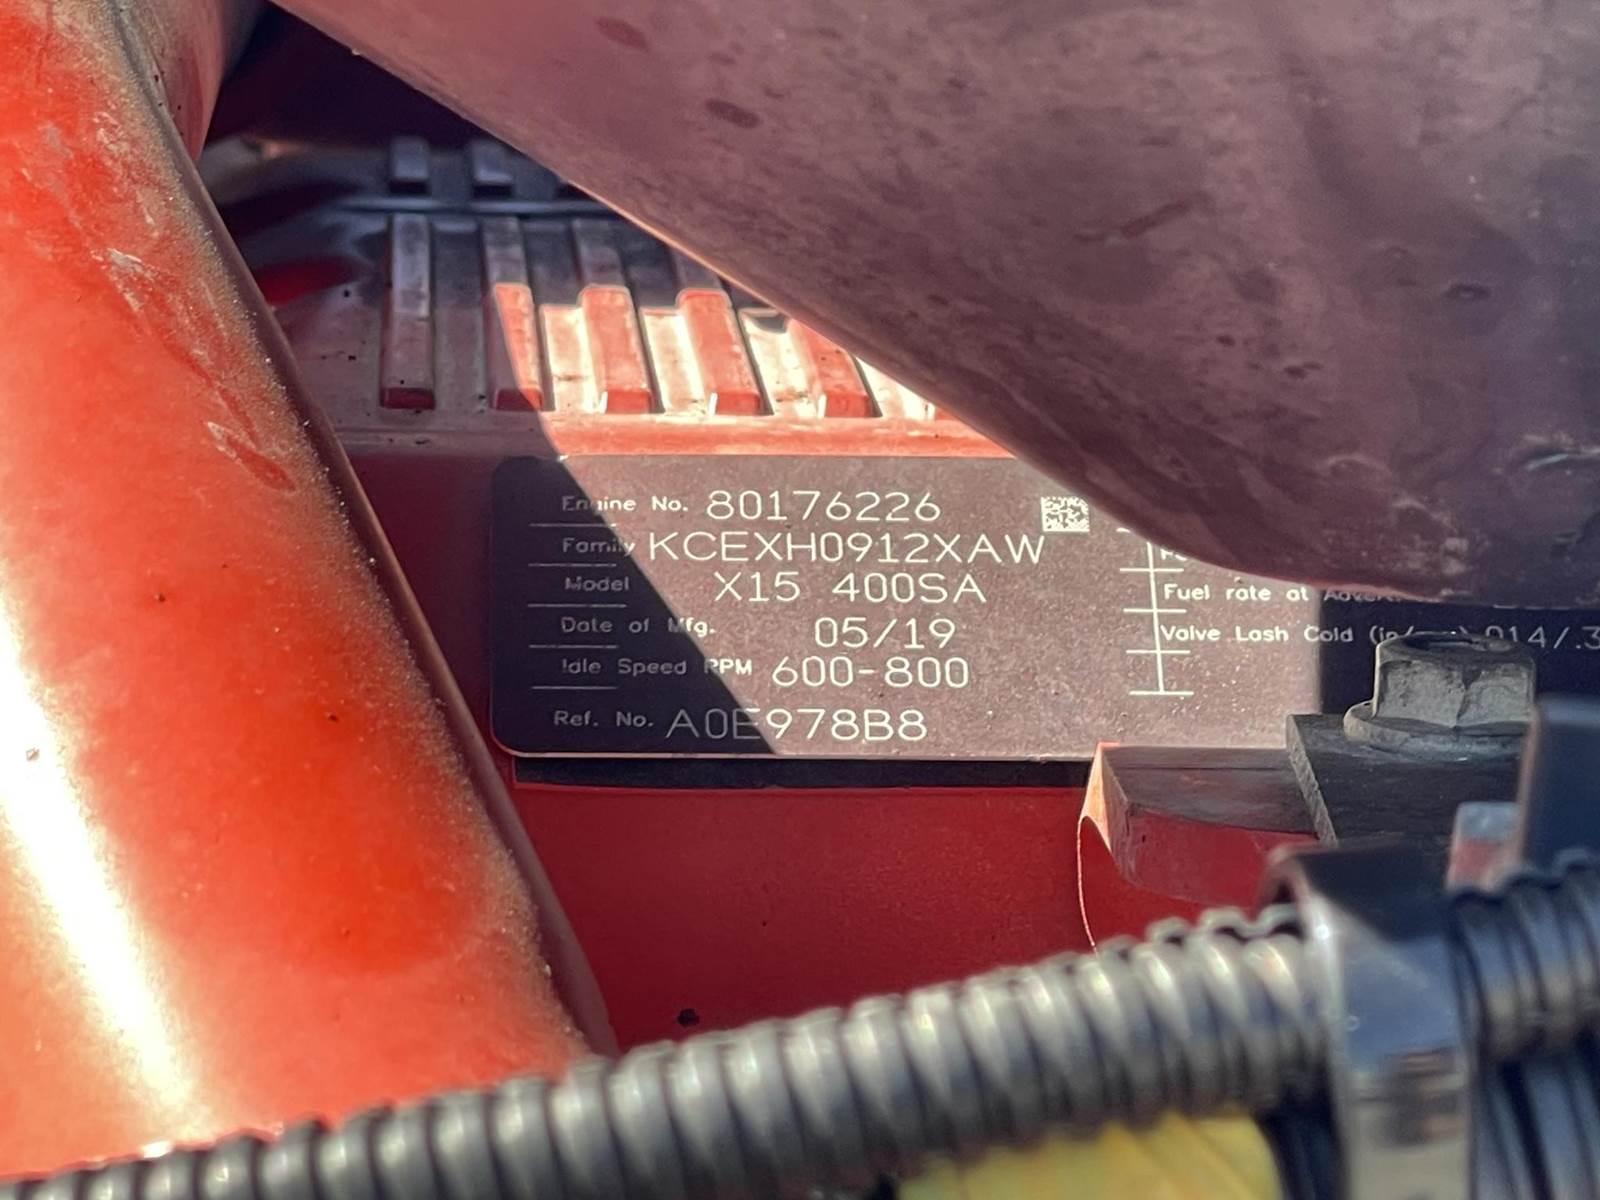 Engine No. 80176226
Family KCEXH0912XAW
Model X15 400SA
Date of Mfg. 05/19
Idle Speed RPM 600-800
Ref. No. A0E978B8
Fuel rate at
Valve Lash Cold